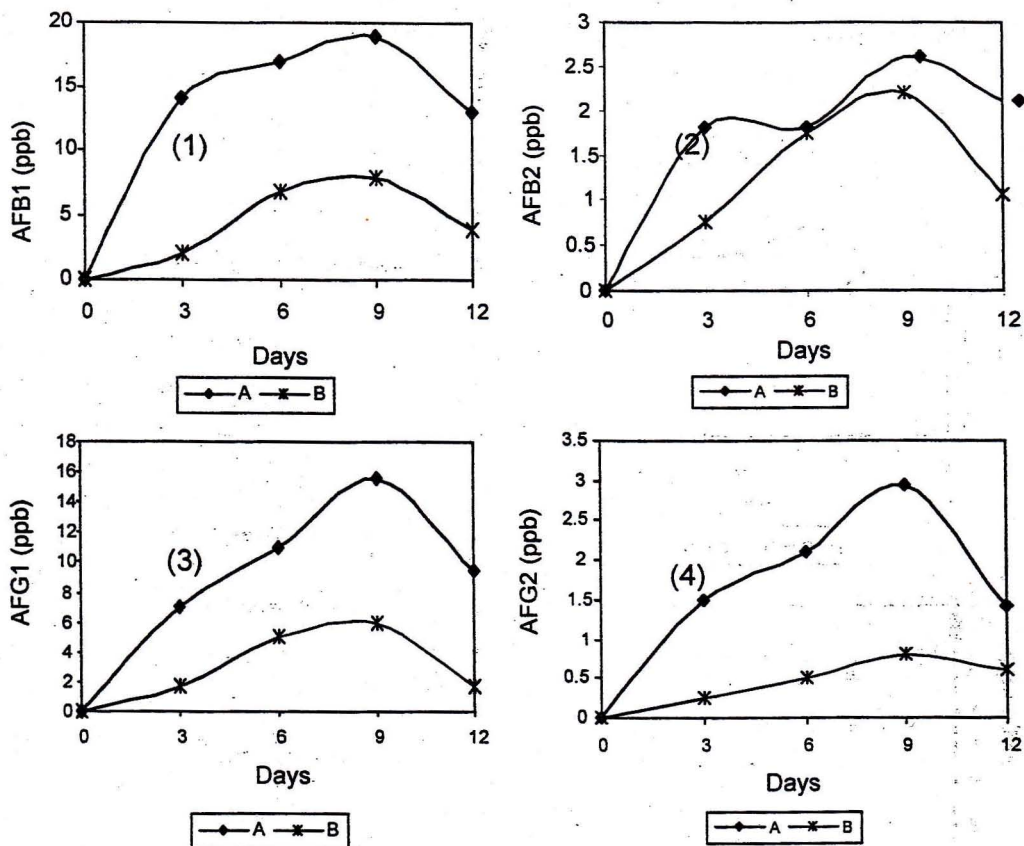 20
15
10
5
0
AFB1 (ppb)
(1)
0 3 6 9 12
Days
A B
3
2.5
2
1.5
1
0.5
0
AFB2 (ppb)
(2)
0 3 6 9 12
Days
A B
18
16
14
12
10
8
6
4
2
0
AFG1 (ppb)
(3)
0 3 6 9 12
Days
A B
3.5
3
2.5
2
1.5
1
0.5
0
AFG2 (ppb)
(4)
0 3 6 9 12
Days
A B